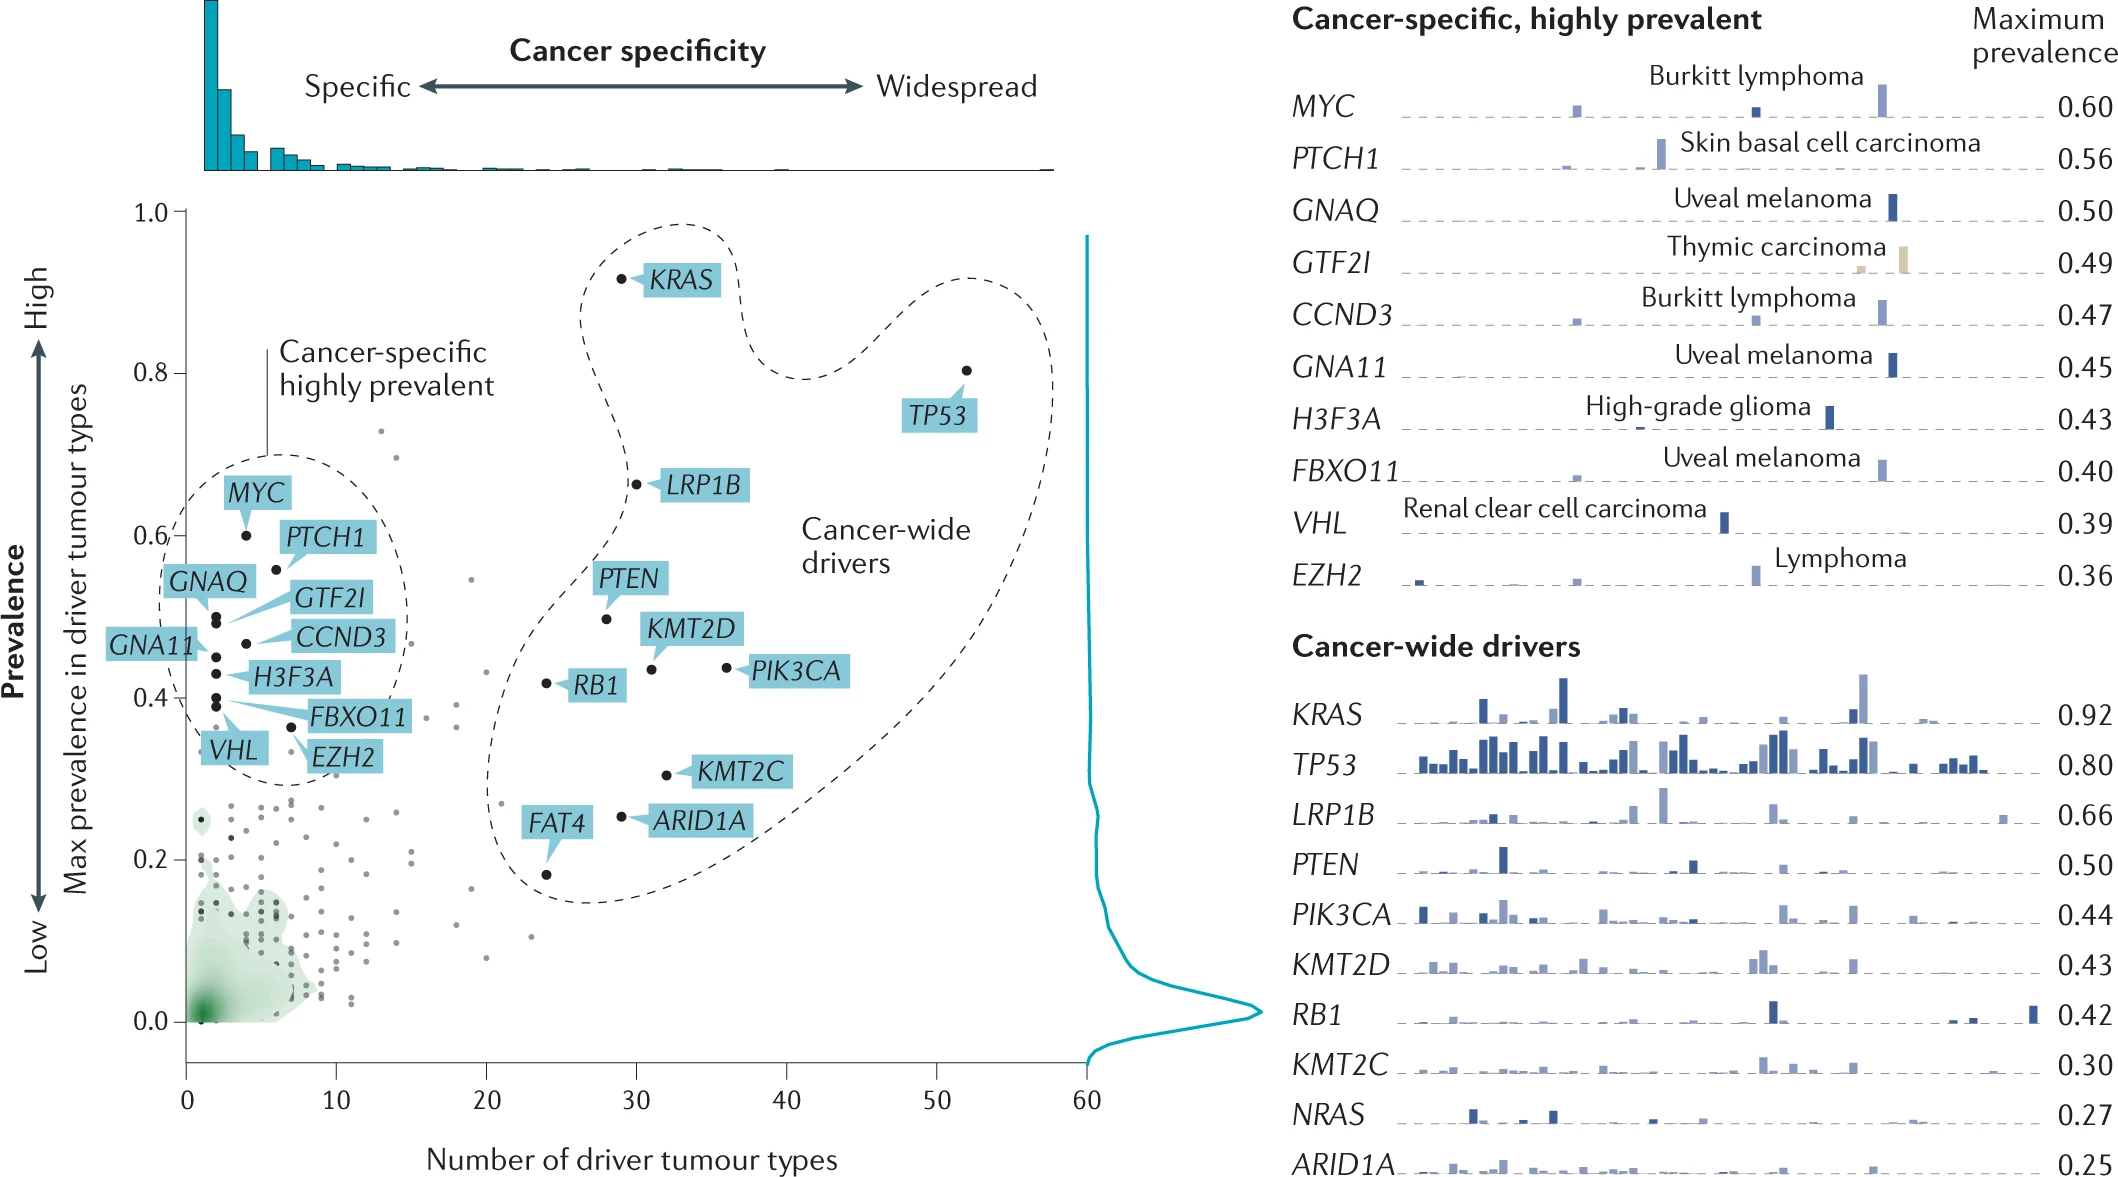 Cancer specificity
Specific
Widespread
Prevalence
Low
High
Max prevalence in driver tumour types
1.0
0.8
0.6
0.4
0.2
0.0
0
10
20
30
40
50
60
Number of driver tumour types
Cancer-specific
highly prevalent
MYC
PTCH1
GNAQ
GTF2I
GNA11
CCND3
H3F3A
FBXO11
VHL
EZH2
KRAS
TP53
LRP1B
Cancer-wide
drivers
PTEN
KMT2D
PIK3CA
RB1
KMT2C
FAT4
ARID1A
Cancer-specific, highly prevalent
Maximum
prevalence
MYC Burkitt lymphoma 0.60
PTCH1 Skin basal cell carcinoma 0.56
GNAQ Uveal melanoma 0.50
GTF2I Thymic carcinoma 0.49
CCND3 Burkitt lymphoma 0.47
GNA11 Uveal melanoma 0.45
H3F3A High-grade glioma 0.43
FBXO11 Uveal melanoma 0.40
VHL Renal clear cell carcinoma 0.39
EZH2 Lymphoma 0.36
Cancer-wide drivers
KRAS 0.92
TP53 0.80
LRP1B 0.66
PTEN 0.50
PIK3CA 0.44
KMT2D 0.43
RB1 0.42
KMT2C 0.30
NRAS 0.27
ARID1A 0.25